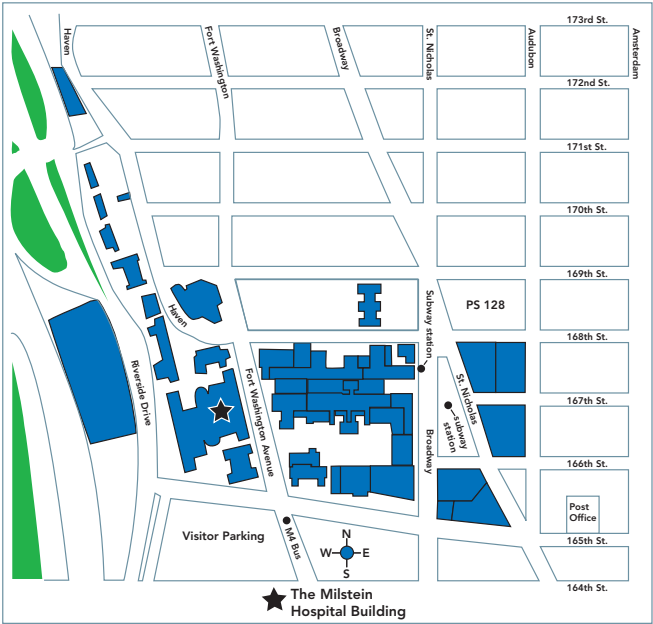 173rd St.
Haven
Fort Washington
Broadway
St. Nicholas
Audubon
Amsterdam
172nd St.
171st St.
170th St.
169th St.
Haven
Subway station
PS 128
168th St.
Riverside Drive
Fort Washington Avenue
St. Nicholas
subway
station
167th St.
Broadway
166th St.
Post
Office
Visitor Parking
M4 Bus
N
W E
S
165th St.
164th St.
The Milstein
Hospital Building